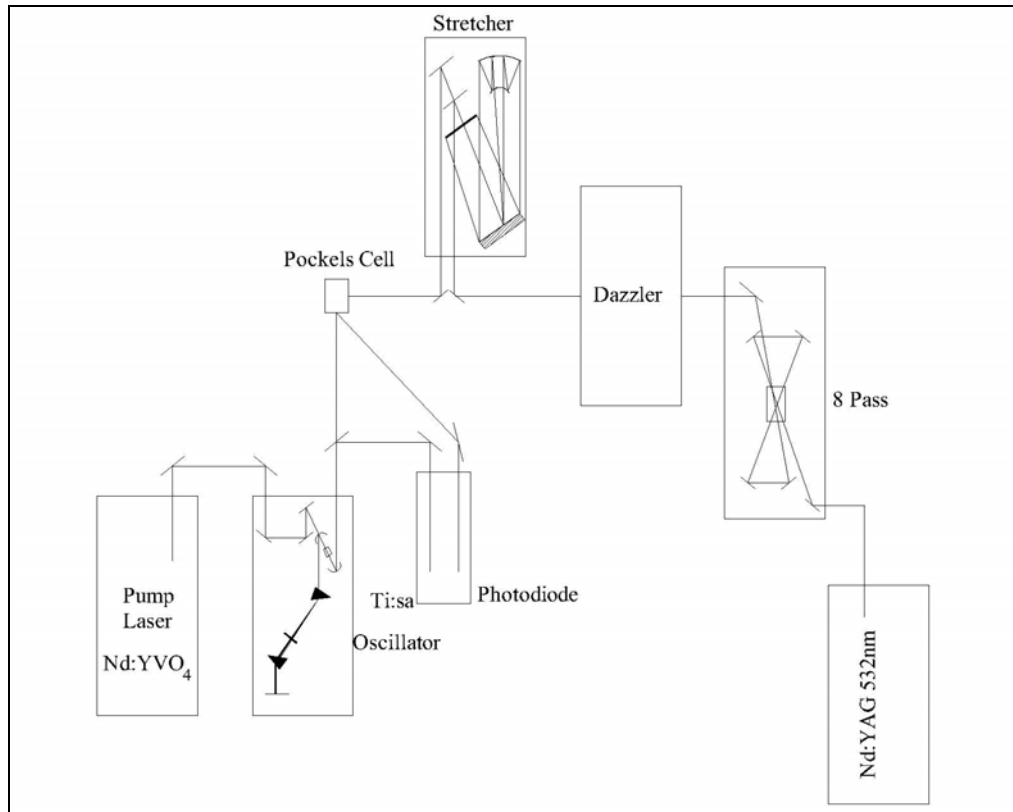 Stretcher
Pockels Cell
Dazzler
8 Pass
Pump
Laser
Nd:YVO4
Ti:sa
Oscillator
Photodiode
Nd:YAG 532nm